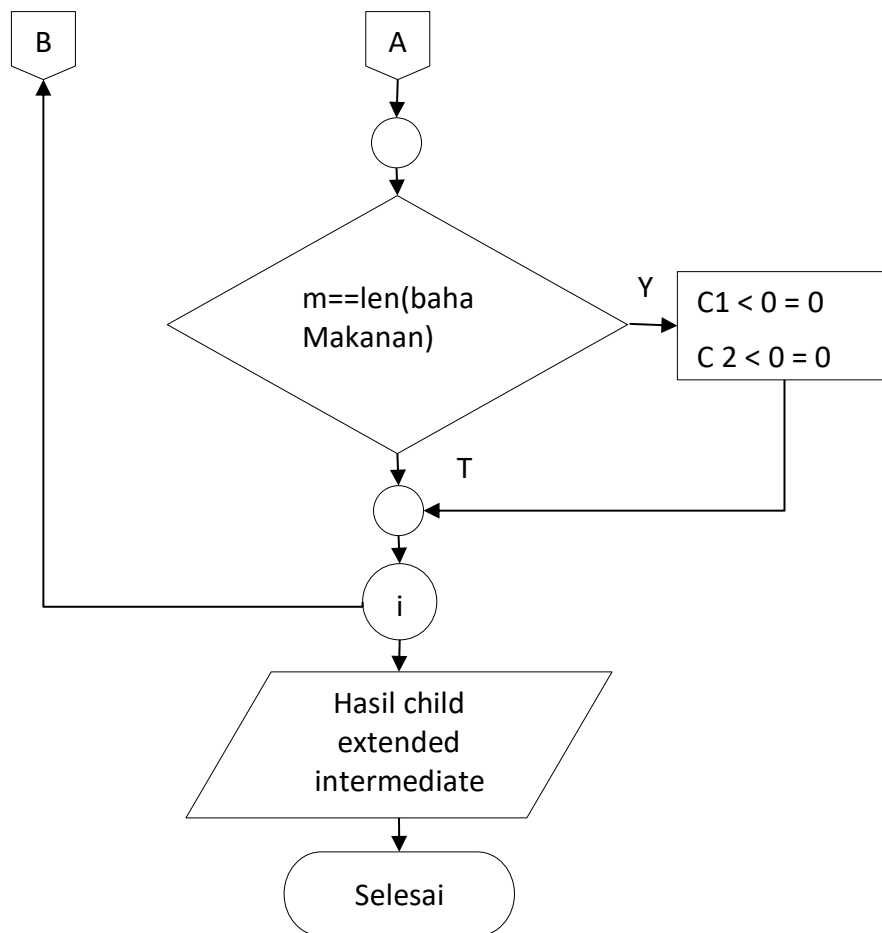 B
A
m==len(baha
Makanan)
Y
C1 < 0 = 0
C 2 < 0 = 0
T
i
Hasil child
extended
intermediate
Selesai